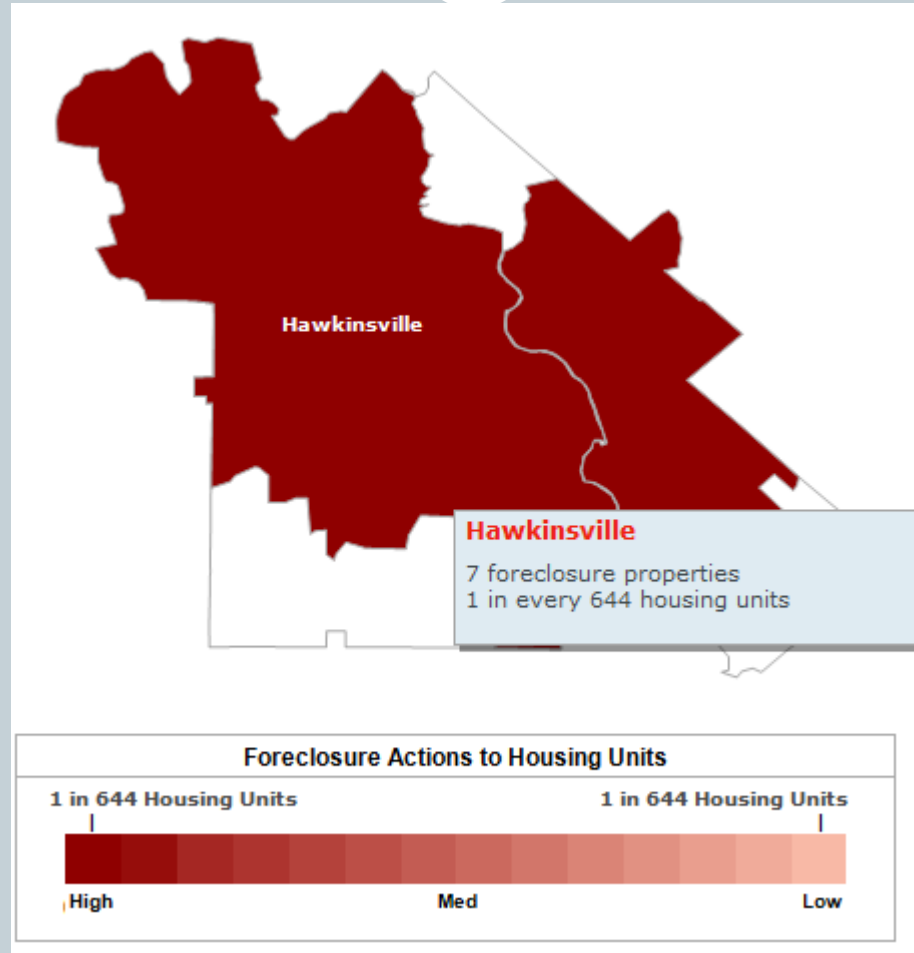 Hawkinsville
Hawkinsville
7 foreclosure properties
1 in every 644 housing units
Foreclosure Actions to Housing Units
1 in 644 Housing Units 1 in 644 Housing Units
High Med Low